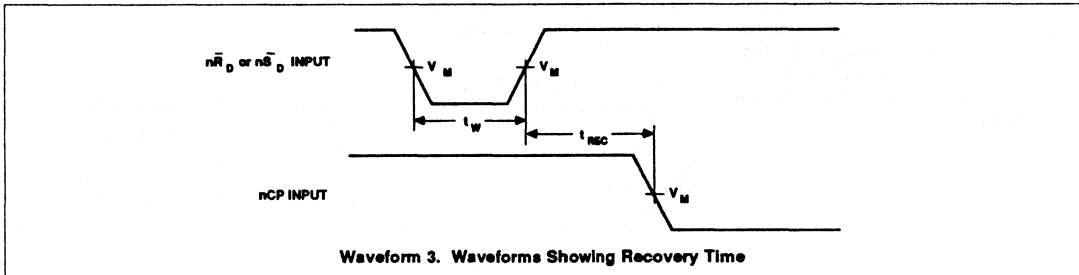 nR̄D or nS̄D INPUT
VM
VM
tW
tREC
nCP INPUT
VM
Waveform 3. Waveforms Showing Recovery Time